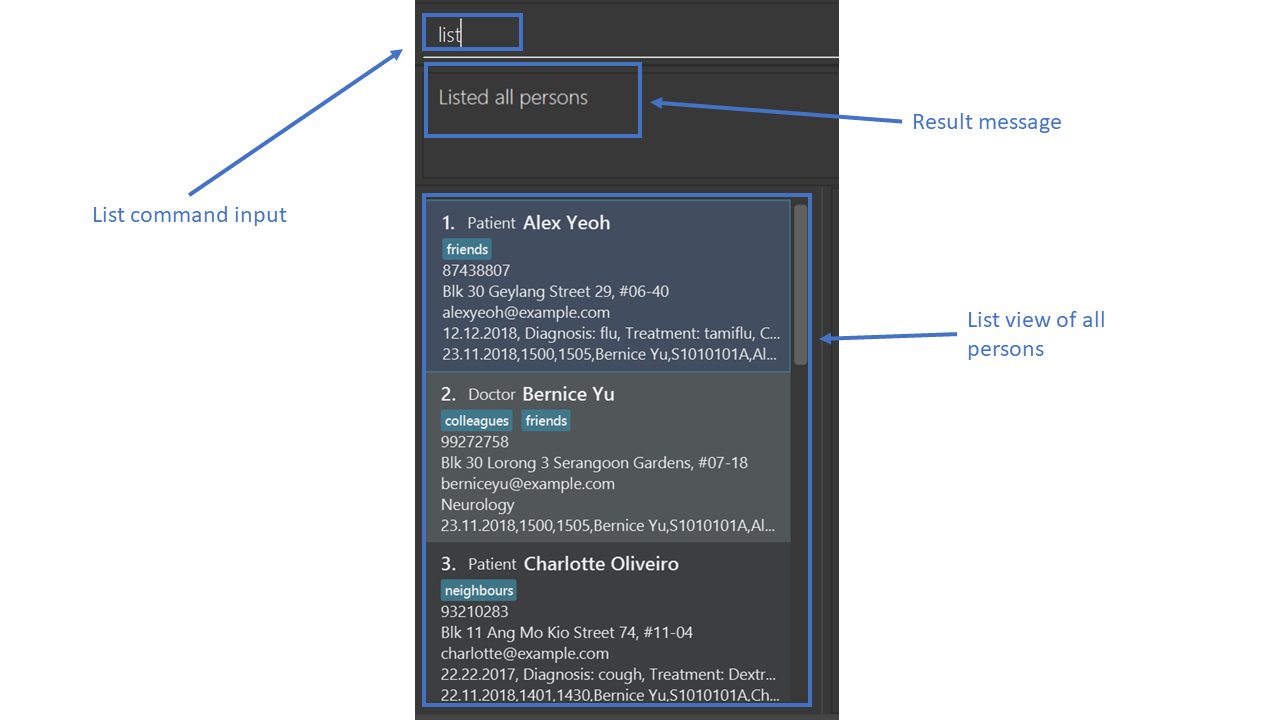 list
Listed all persons
Result message
List command input
1. Patient Alex Yeoh
friends
87438807
Blk 30 Geylang Street 29, #06-40
alexyeoh@example.com
12.12.2018, Diagnosis: flu, Treatment: tamiflu, C...
23.11.2018,1500,1505,Bernice Yu,S1010101A,Al...
List view of all
persons
2. Doctor Bernice Yu
colleagues friends
99272758
Blk 30 Lorong 3 Serangoon Gardens, #07-18
berniceyu@example.com
Neurology
23.11.2018,1500,1505,Bernice Yu,S1010101A,Al...
3. Patient Charlotte Oliveiro
neighbours
93210283
Blk 11 Ang Mo Kio Street 74, #11-04
charlotte@example.com
22.22.2017, Diagnosis: cough, Treatment: Dextr...
22.11.2018,1401,1430,Bernice Yu,S1010101A,Ch...